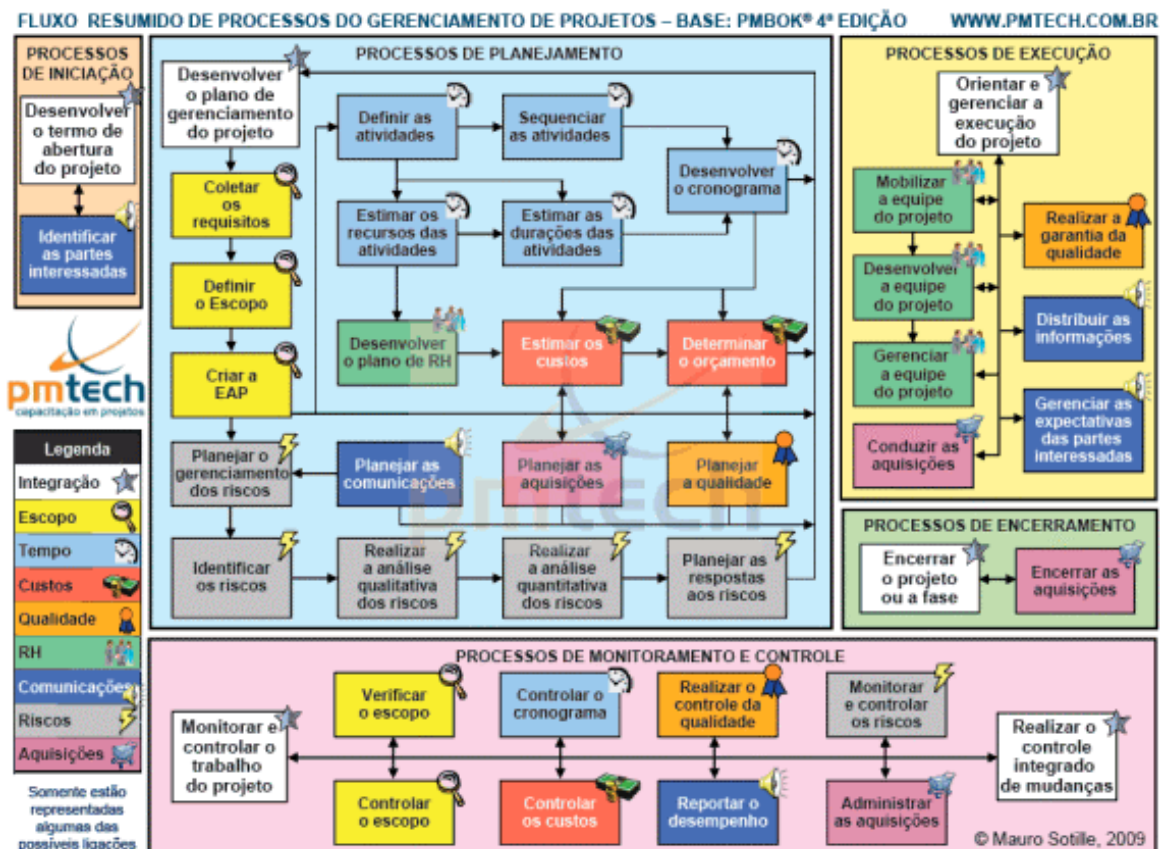 FLUXO RESUMIDO DE PROCESSOS DO GERENCIAMENTO DE PROJETOS – BASE: PMBOK® 4ª EDIÇÃO WWW.PMTECH.COM.BR
PROCESSOS
DE INICIAÇÃO
Desenvolver
o termo de
abertura
do projeto
Identificar
as partes
interessadas
pmtech
capacitação em projetos
Legenda
Integração
Escopo
Tempo
Custos
Qualidade
RH
Comunicações
Riscos
Aquisições
Somente estão
representadas
algumas das
possíveis ligações
PROCESSOS DE PLANEJAMENTO
Desenvolver
o plano de
gerenciamento
do projeto
Definir as
atividades
Sequenciar
as atividades
Desenvolver
o cronograma
Coletar
os
requisitos
Estimar os
recursos das
atividades
Estimar as
durações das
atividades
Definir
o Escopo
Desenvolver
o plano de RH
Estimar os
custos
Determinar
o orçamento
Criar a
EAP
Planejar o
gerenciamento
dos riscos
Planejar as
comunicações
Planejar as
aquisições
Planejar
a qualidade
pmtech
Identificar
os riscos
Realizar
a análise
qualitativa
dos riscos
Realizar
a análise
quantitativa
dos riscos
Planejar as
respostas
aos riscos
PROCESSOS DE EXECUÇÃO
Orientar e
gerenciar a
execução
do projeto
Mobilizar
a equipe
do projeto
Realizar a
garantia da
qualidade
Desenvolver
a equipe
do projeto
Distribuir as
informações
Gerenciar
a equipe
do projeto
Gerenciar as
expectativas
das partes
interessadas
Conduzir as
aquisições
PROCESSOS DE ENCERRAMENTO
Encerrar
o projeto
ou a fase
Encerrar as
aquisições
PROCESSOS DE MONITORAMENTO E CONTROLE
Monitorar e
controlar o
trabalho
do projeto
Verificar
o escopo
Controlar o
cronograma
Realizar o
controle da
qualidade
Monitorar
e controlar
os riscos
Realizar o
controle
integrado
de mudanças
Controlar
o escopo
Controlar
os custos
Reportar o
desempenho
Administrar
as aquisições
© Mauro Sotille, 2009